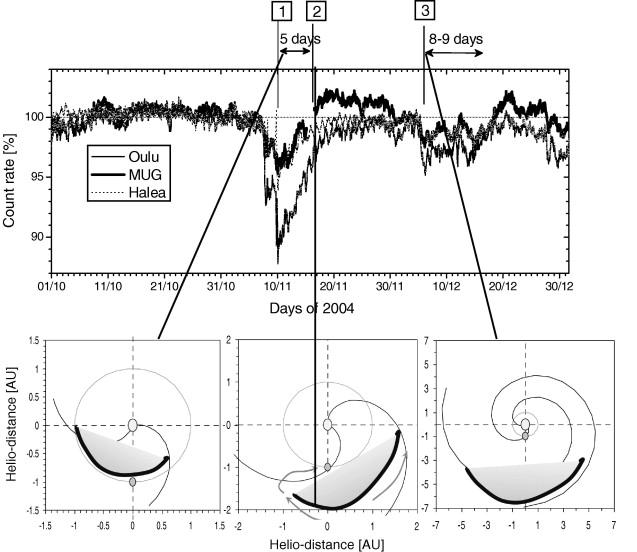 1 2 3
5 days 8-9 days
Count rate [%]
100
95
90
Oulu
MUG
Halea
01/10 11/10 21/10 31/10 10/11 20/11 30/11 10/12 20/12 30/12
Days of 2004
Helio-distance [AU]
1.5
1.0
0.5
0
-0.5
-1.0
-1.5
-1.5 -1.0 -0.5 0 0.5 1.0 1.5
2
1
0
-1
-2
-2 -1 0 1 2
7
5
3
1
-1
-3
-5
-7
-7 -5 -3 -1 1 3 5 7
Helio-distance [AU]